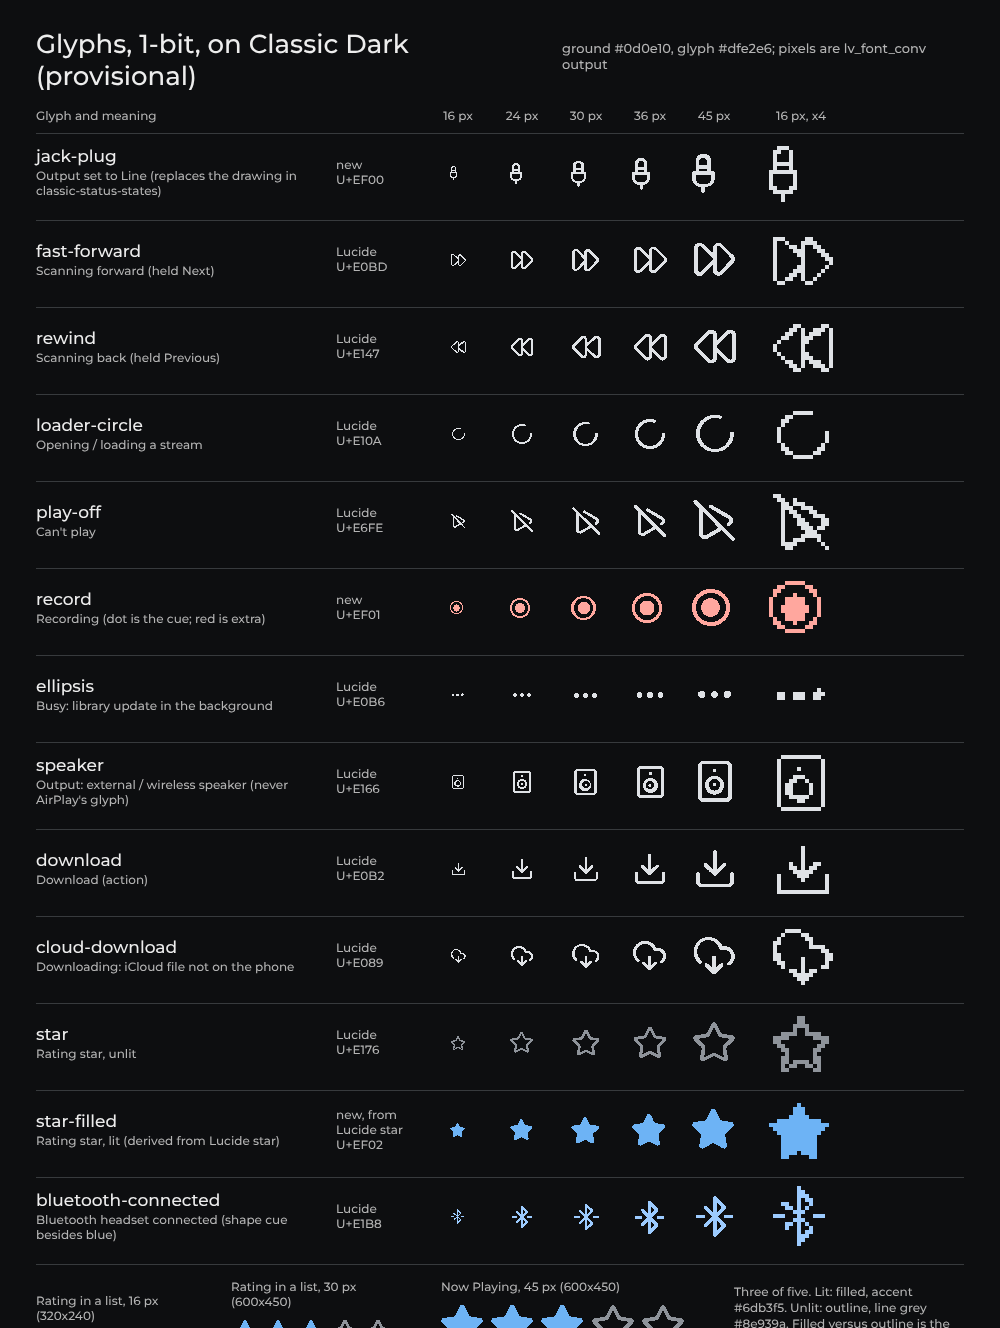 Glyphs, 1-bit, on Classic Dark
(provisional)
ground #0d0e10, glyph #dfe2e6; pixels are lv_font_conv
output
Glyph and meaning
16 px
24 px
30 px
36 px
45 px
16 px, x4
jack-plug
Output set to Line (replaces the drawing in
classic-status-states)
new
U+EF00
fast-forward
Scanning forward (held Next)
Lucide
U+E0BD
rewind
Scanning back (held Previous)
Lucide
U+E147
loader-circle
Opening / loading a stream
Lucide
U+E10A
play-off
Can't play
Lucide
U+E6FE
record
Recording (dot is the cue; red is extra)
new
U+EF01
ellipsis
Busy: library update in the background
Lucide
U+E0B6
speaker
Output: external / wireless speaker (never
AirPlay's glyph)
Lucide
U+E166
download
Download (action)
Lucide
U+E0B2
cloud-download
Downloading: iCloud file not on the phone
Lucide
U+E089
star
Rating star, unlit
Lucide
U+E176
star-filled
Rating star, lit (derived from Lucide star)
new, from
Lucide star
U+EF02
bluetooth-connected
Bluetooth headset connected (shape cue
besides blue)
Lucide
U+E1B8
Rating in a list, 16 px
(320x240)
Rating in a list, 30 px
(600x450)
Now Playing, 45 px (600x450)
Three of five. Lit: filled, accent
#6db3f5. Unlit: outline, line grey
#8e939a. Filled versus outline is the